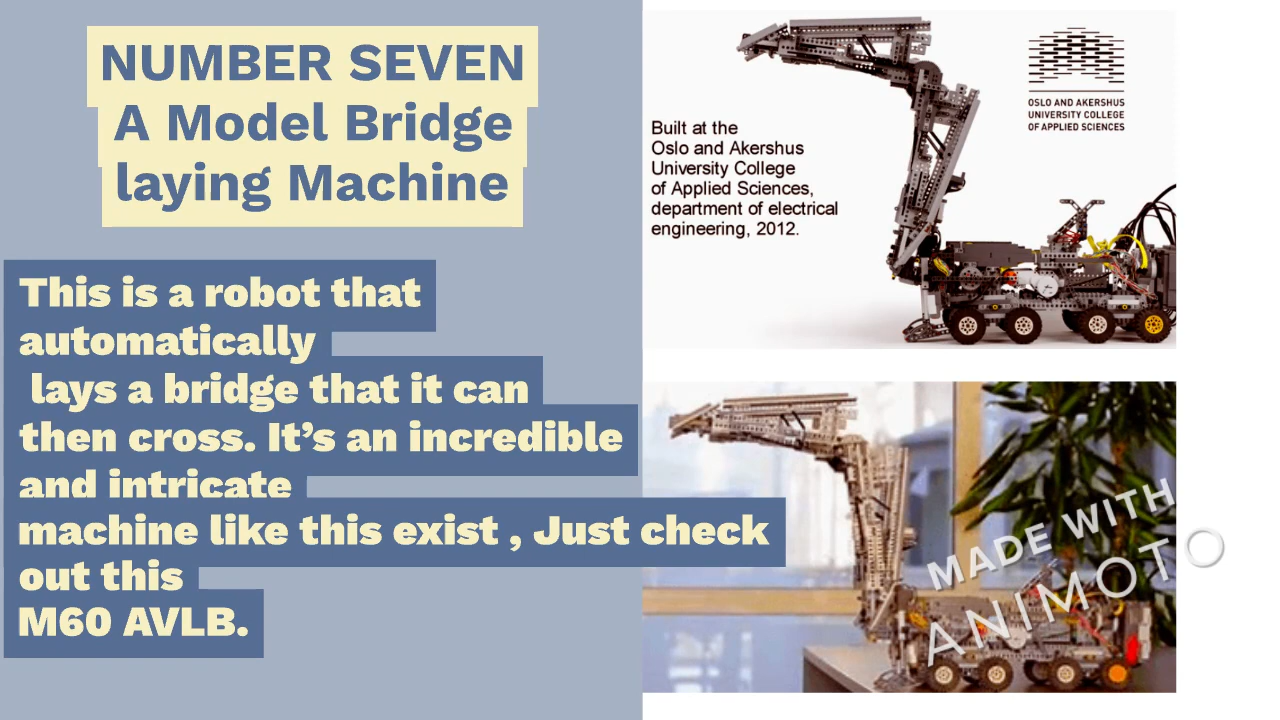 NUMBER SEVEN
A Model Bridge
laying Machine
This is a robot that
automatically
lays a bridge that it can
then cross. It’s an incredible
and intricate
machine like this exist , Just check
out this
M60 AVLB.
Built at the
Oslo and Akershus
University College
of Applied Sciences,
department of electrical
engineering, 2012.
OSLO AND AKERSHUS
UNIVERSITY COLLEGE
OF APPLIED SCIENCES
MADE WITH
ANIMOTO